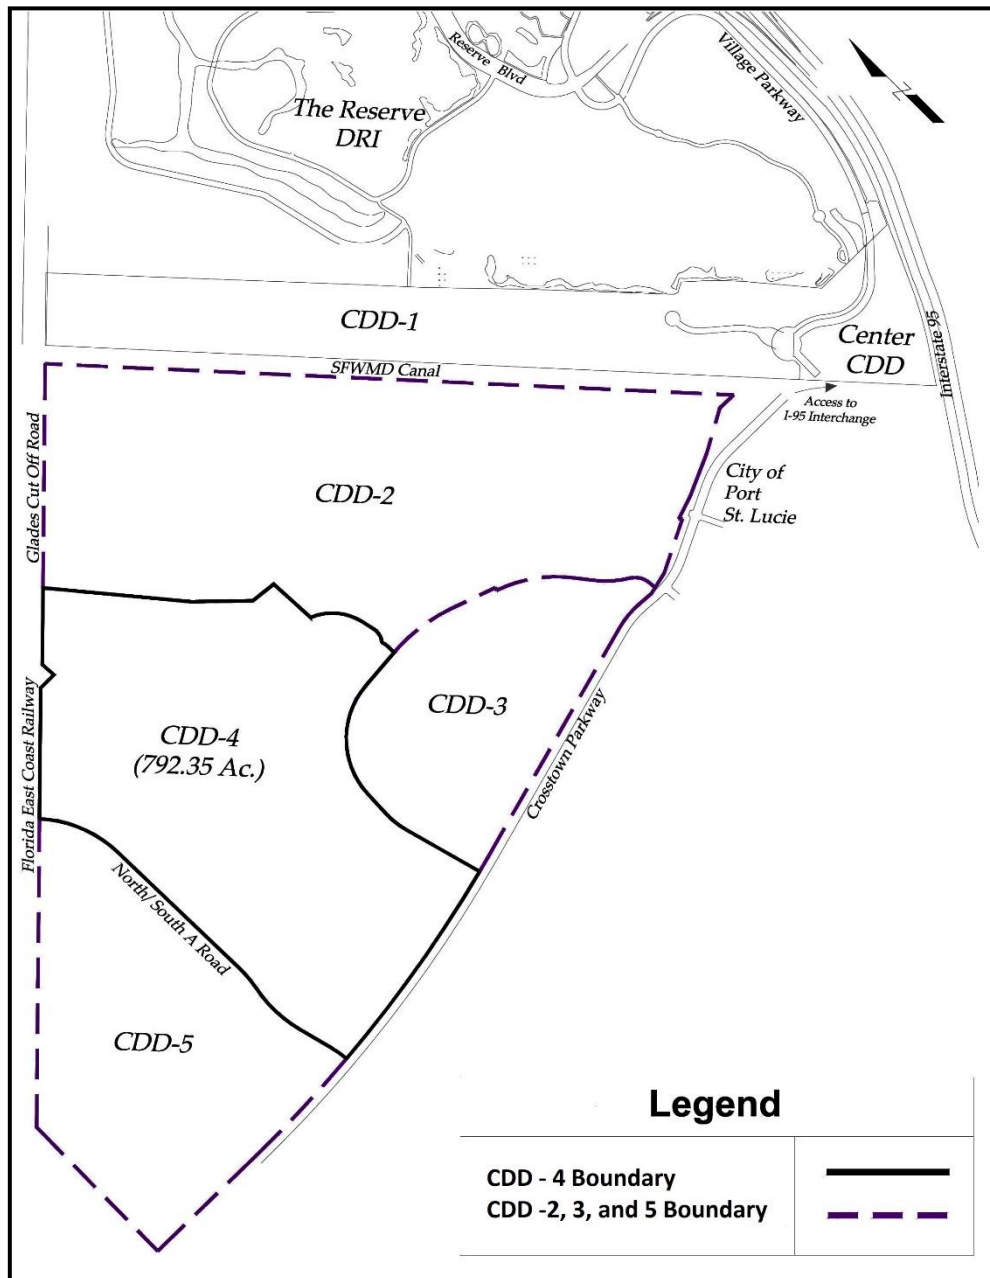 Reserve Blvd
Village Parkway
The Reserve
DRI
Z
CDD-1
Center
CDD
Interstate 95
SFWMD Canal
Access to
I-95 Interchange
Glades Cut Off Road
CDD-2
City of
Port
St. Lucie
CDD-3
CDD-4
(792.35 Ac.)
Florida East Coast Railway
Crosstown Parkway
North/South A Road
CDD-5
Legend
CDD - 4 Boundary
CDD -2, 3, and 5 Boundary